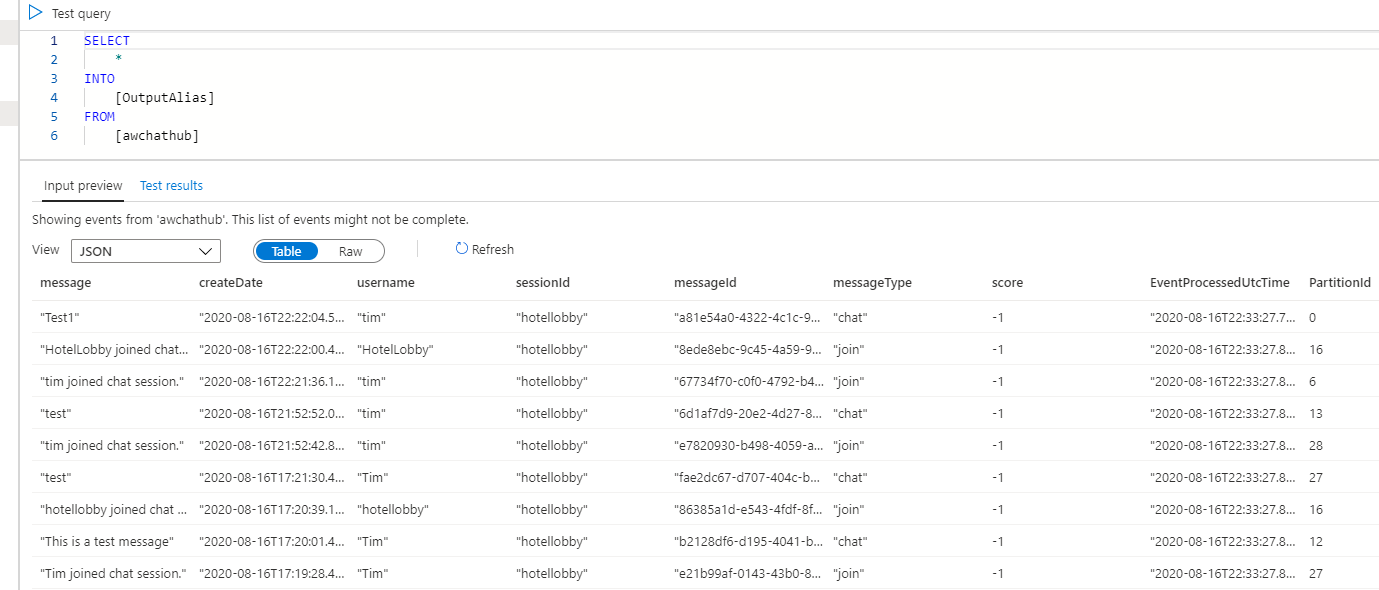 Test query
1 SELECT
2 *
3 INTO
4 [OutputAlias]
5 FROM
6 [awchathub]
Input preview Test results
Showing events from 'awchathub'. This list of events might not be complete.
View JSON Table Raw Refresh
message createDate username sessionId messageId messageType score EventProcessedUtcTime PartitionId
"Test1" "2020-08-16T22:22:04.5... "tim" "hotellobby" "a81e54a0-4322-4c1c-9... "chat" -1 "2020-08-16T22:33:27.7... 0
"HotelLobby joined chat... "2020-08-16T22:22:00.4... "HotelLobby" "hotellobby" "8ede8ebc-9c45-4a59-9... "join" -1 "2020-08-16T22:33:27.8... 16
"tim joined chat session." "2020-08-16T22:21:36.1... "tim" "hotellobby" "67734f70-c0f0-4792-b4... "join" -1 "2020-08-16T22:33:27.8... 6
"test" "2020-08-16T21:52:52.0... "tim" "hotellobby" "6d1af7d9-20e2-4d27-8... "chat" -1 "2020-08-16T22:33:27.8... 13
"tim joined chat session." "2020-08-16T21:52:42.8... "tim" "hotellobby" "e7820930-b498-4059-a... "join" -1 "2020-08-16T22:33:27.8... 28
"test" "2020-08-16T17:21:30.4... "Tim" "hotellobby" "fae2dc67-d707-404c-b... "chat" -1 "2020-08-16T22:33:27.8... 27
"hotellobby joined chat ... "2020-08-16T17:20:39.1... "hotellobby" "hotellobby" "86385a1d-e543-4fdf-8f... "join" -1 "2020-08-16T22:33:27.8... 16
"This is a test message" "2020-08-16T17:20:01.4... "Tim" "hotellobby" "b2128df6-d195-4041-b... "chat" -1 "2020-08-16T22:33:27.8... 12
"Tim joined chat session." "2020-08-16T17:19:28.4... "Tim" "hotellobby" "e21b99af-0143-43b0-8... "join" -1 "2020-08-16T22:33:27.8... 27